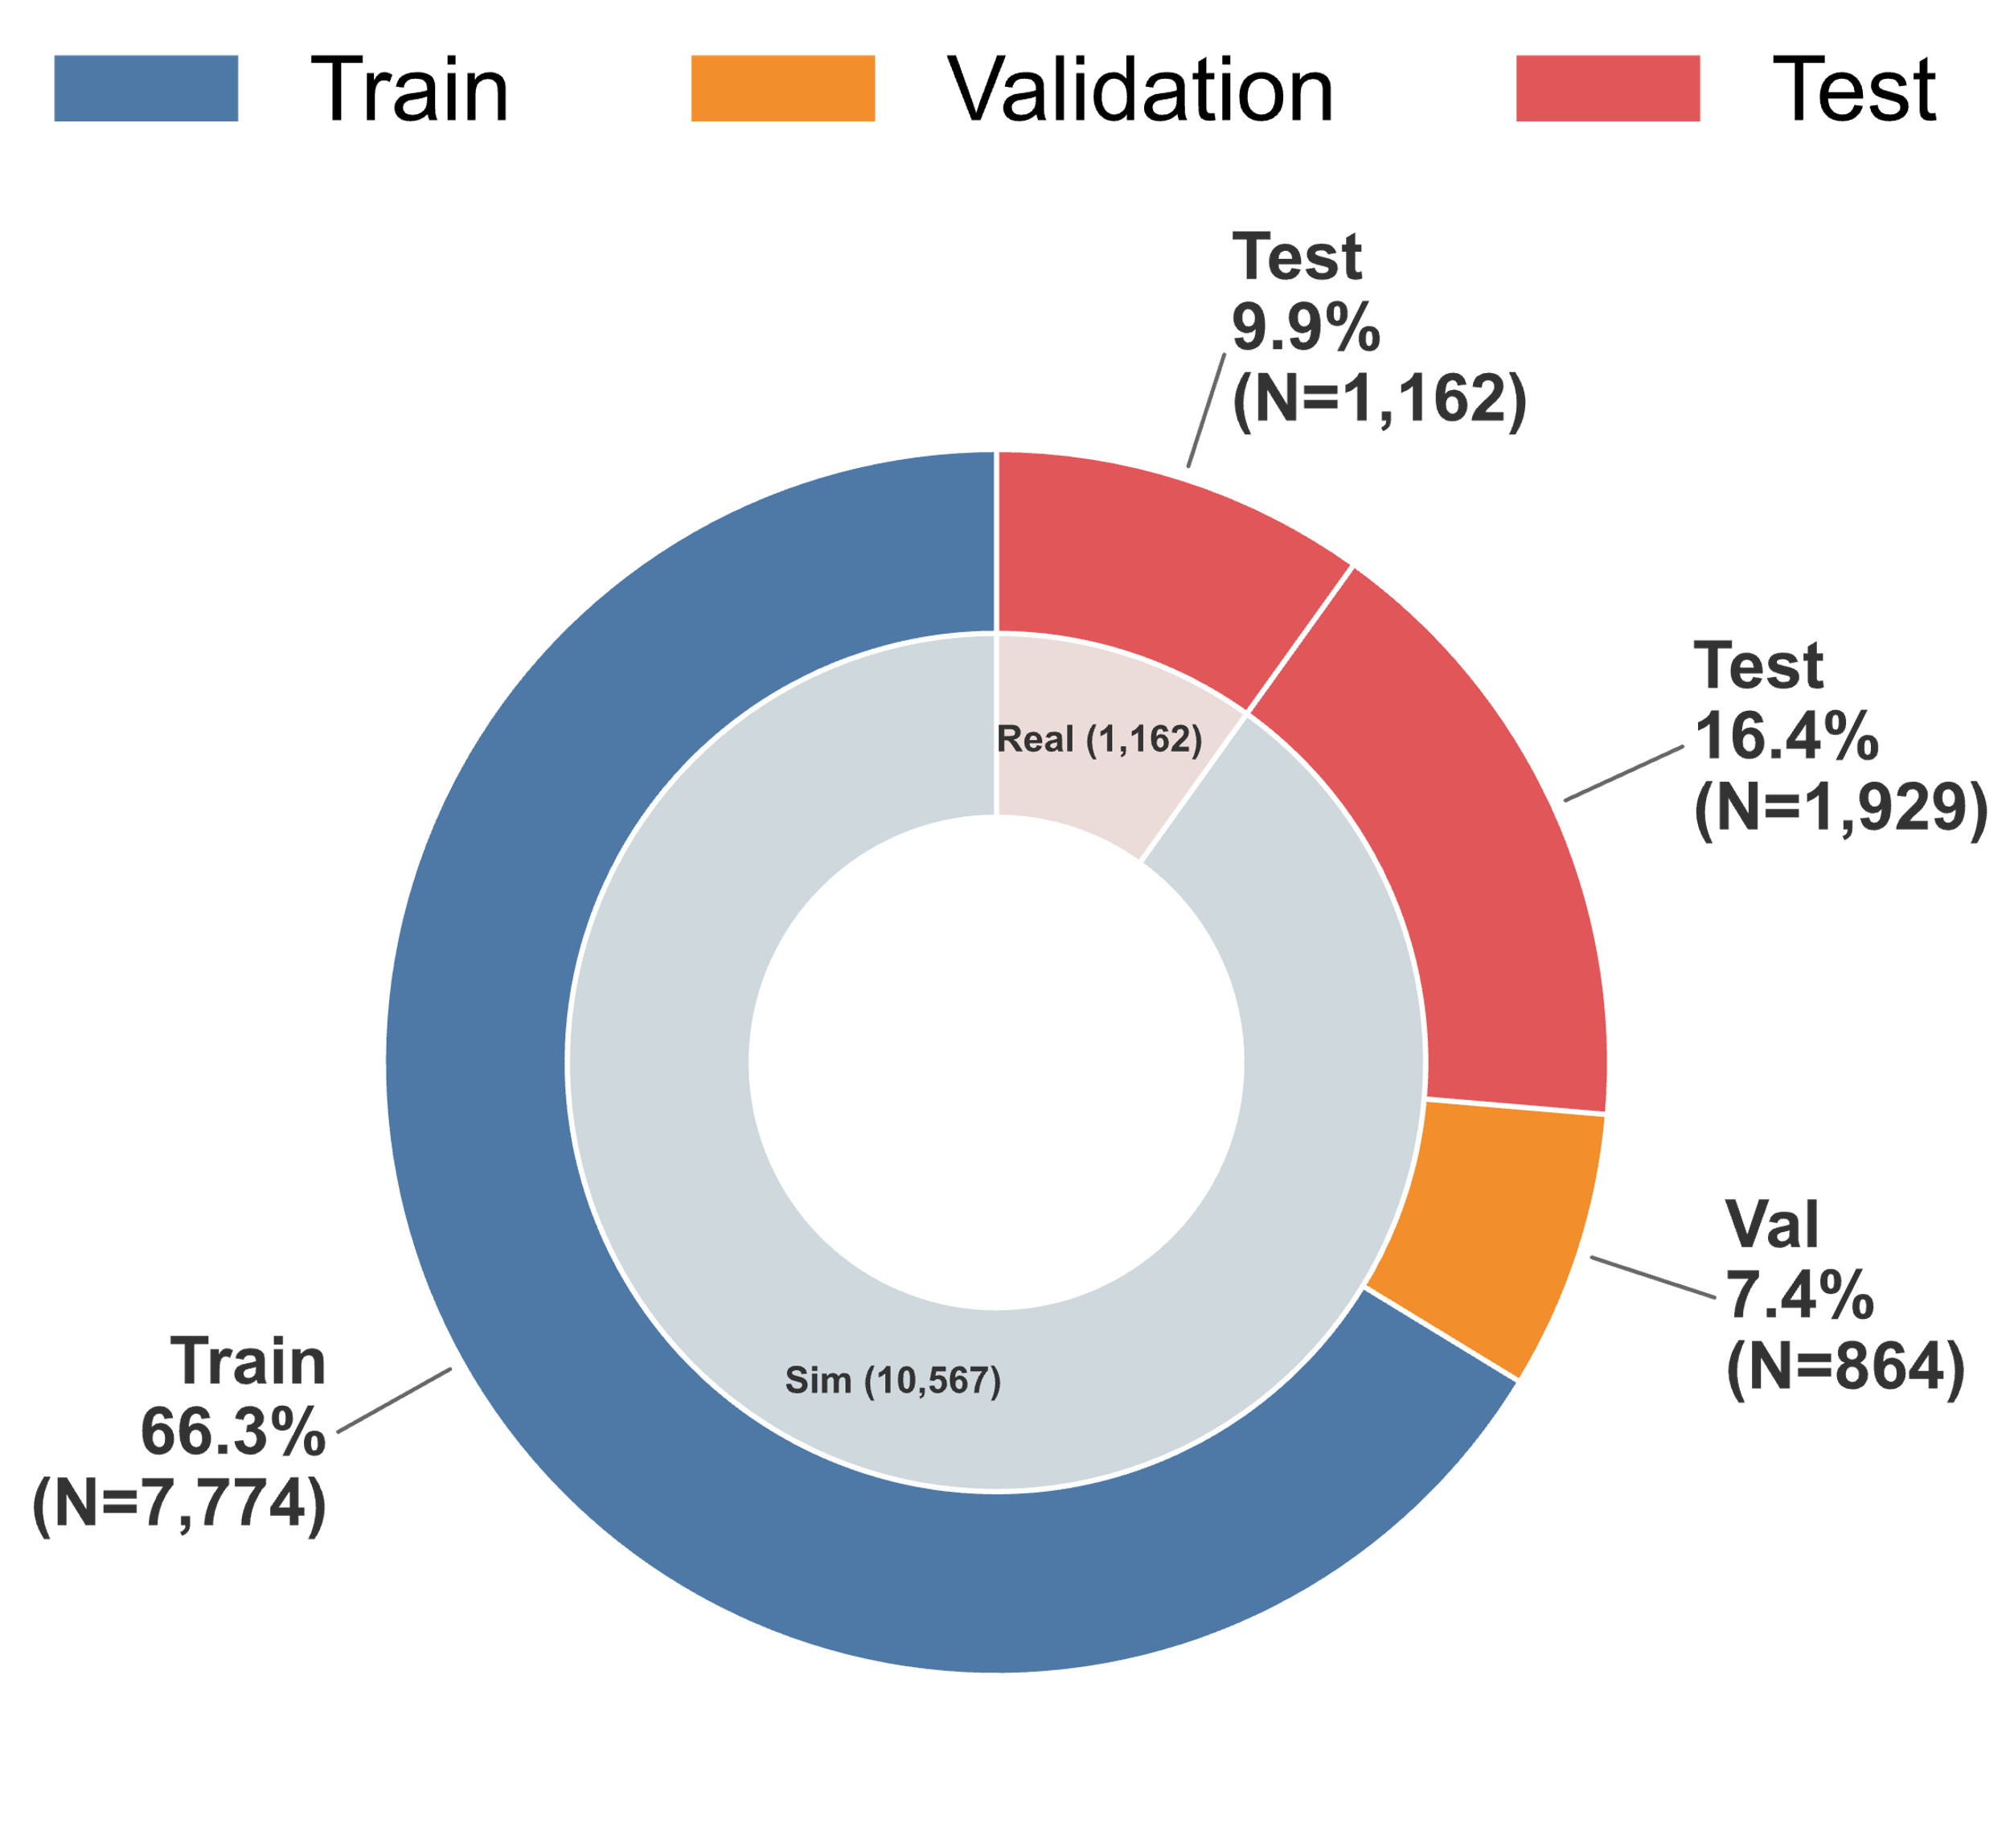 Train
Validation
Test
Test
9.9%
(N=1,162)
Test
16.4%
(N=1,929)
Real (1,162)
Val
7.4%
(N=864)
Train
66.3%
(N=7,774)
Sim (10,567)